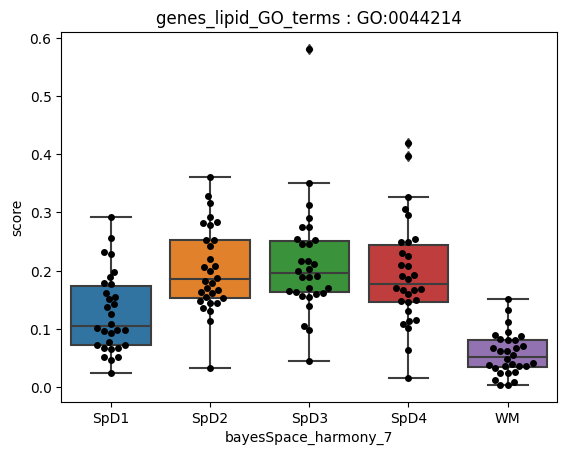 genes_lipid_GO_terms : GO:0044214
0.6
0.5
0.4
0.3
0.2
0.1
0.0
score
SpD1 SpD2 SpD3 SpD4 WM
bayesSpace_harmony_7